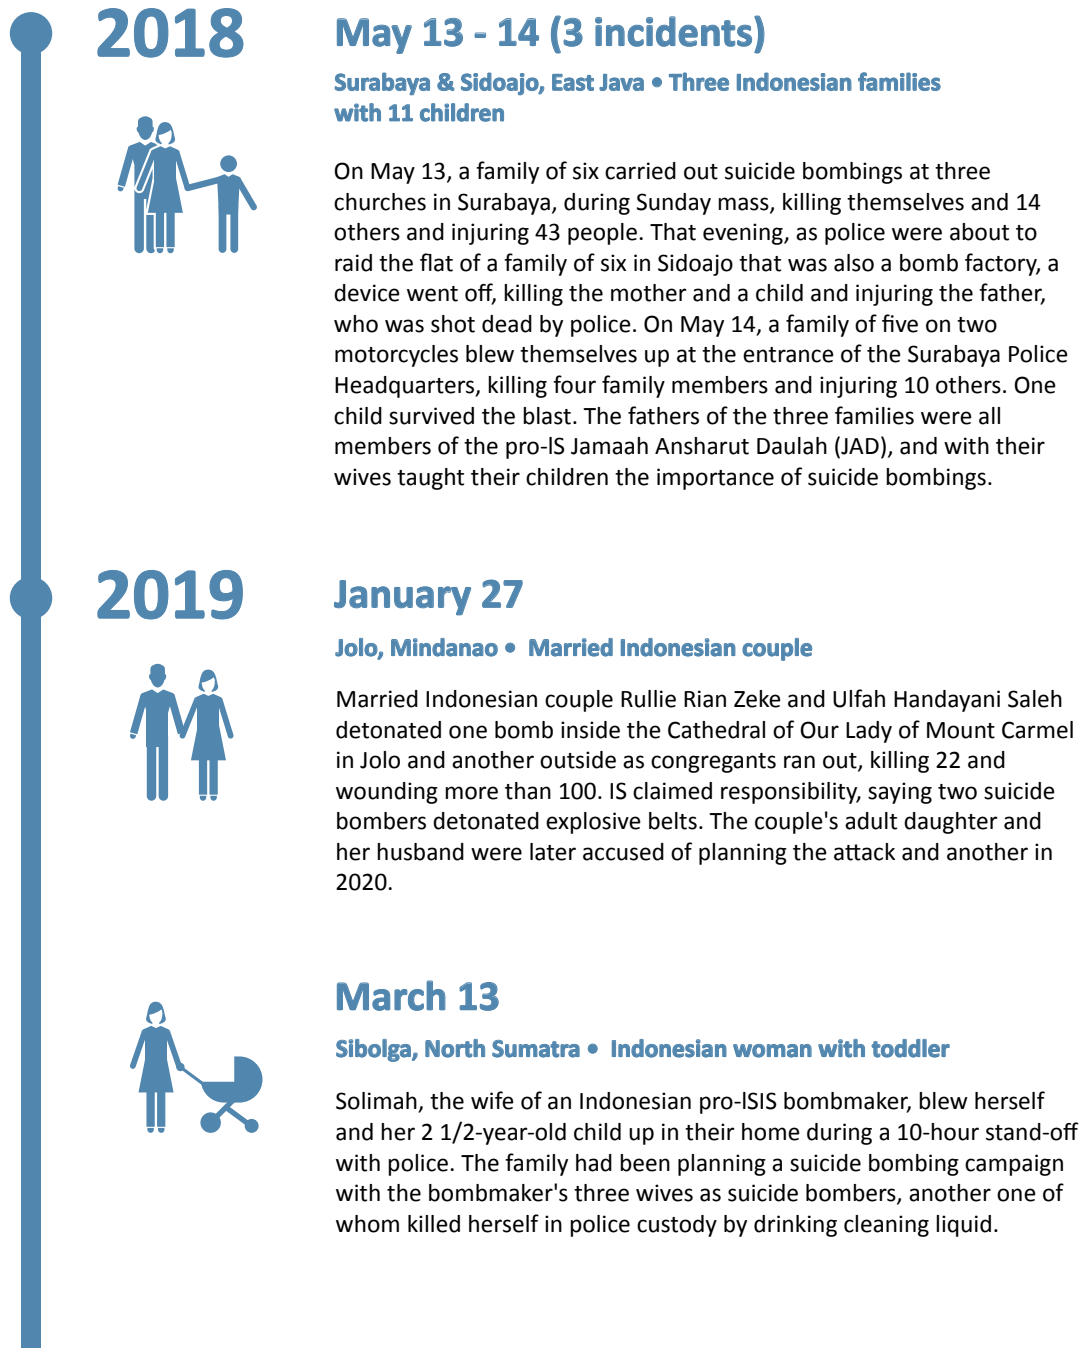 2018
May 13 - 14 (3 incidents)
Surabaya & Sidoajo, East Java • Three Indonesian families
with 11 children
On May 13, a family of six carried out suicide bombings at three
churches in Surabaya, during Sunday mass, killing themselves and 14
others and injuring 43 people. That evening, as police were about to
raid the flat of a family of six in Sidoajo that was also a bomb factory, a
device went off, killing the mother and a child and injuring the father,
who was shot dead by police. On May 14, a family of five on two
motorcycles blew themselves up at the entrance of the Surabaya Police
Headquarters, killing four family members and injuring 10 others. One
child survived the blast. The fathers of the three families were all
members of the pro-IS Jamaah Ansharut Daulah (JAD), and with their
wives taught their children the importance of suicide bombings.
2019
January 27
Jolo, Mindanao • Married Indonesian couple
Married Indonesian couple Rullie Rian Zeke and Ulfah Handayani Saleh
detonated one bomb inside the Cathedral of Our Lady of Mount Carmel
in Jolo and another outside as congregants ran out, killing 22 and
wounding more than 100. IS claimed responsibility, saying two suicide
bombers detonated explosive belts. The couple's adult daughter and
her husband were later accused of planning the attack and another in
2020.
March 13
Sibolga, North Sumatra • Indonesian woman with toddler
Solimah, the wife of an Indonesian pro-ISIS bombmaker, blew herself
and her 2 1/2-year-old child up in their home during a 10-hour stand-off
with police. The family had been planning a suicide bombing campaign
with the bombmaker's three wives as suicide bombers, another one of
whom killed herself in police custody by drinking cleaning liquid.